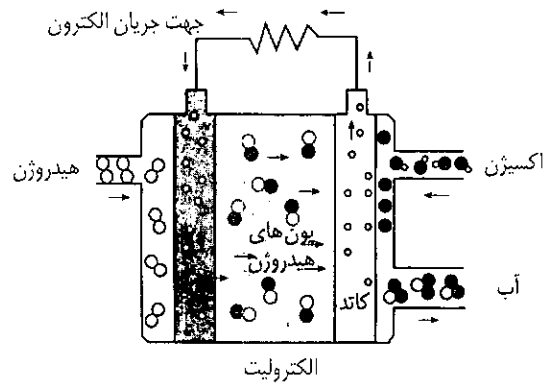 جهت جریان الکترون
هیدروژن
اکسیژن
یون‌های
هیدروژن
کاتد
آب
الکترولیت